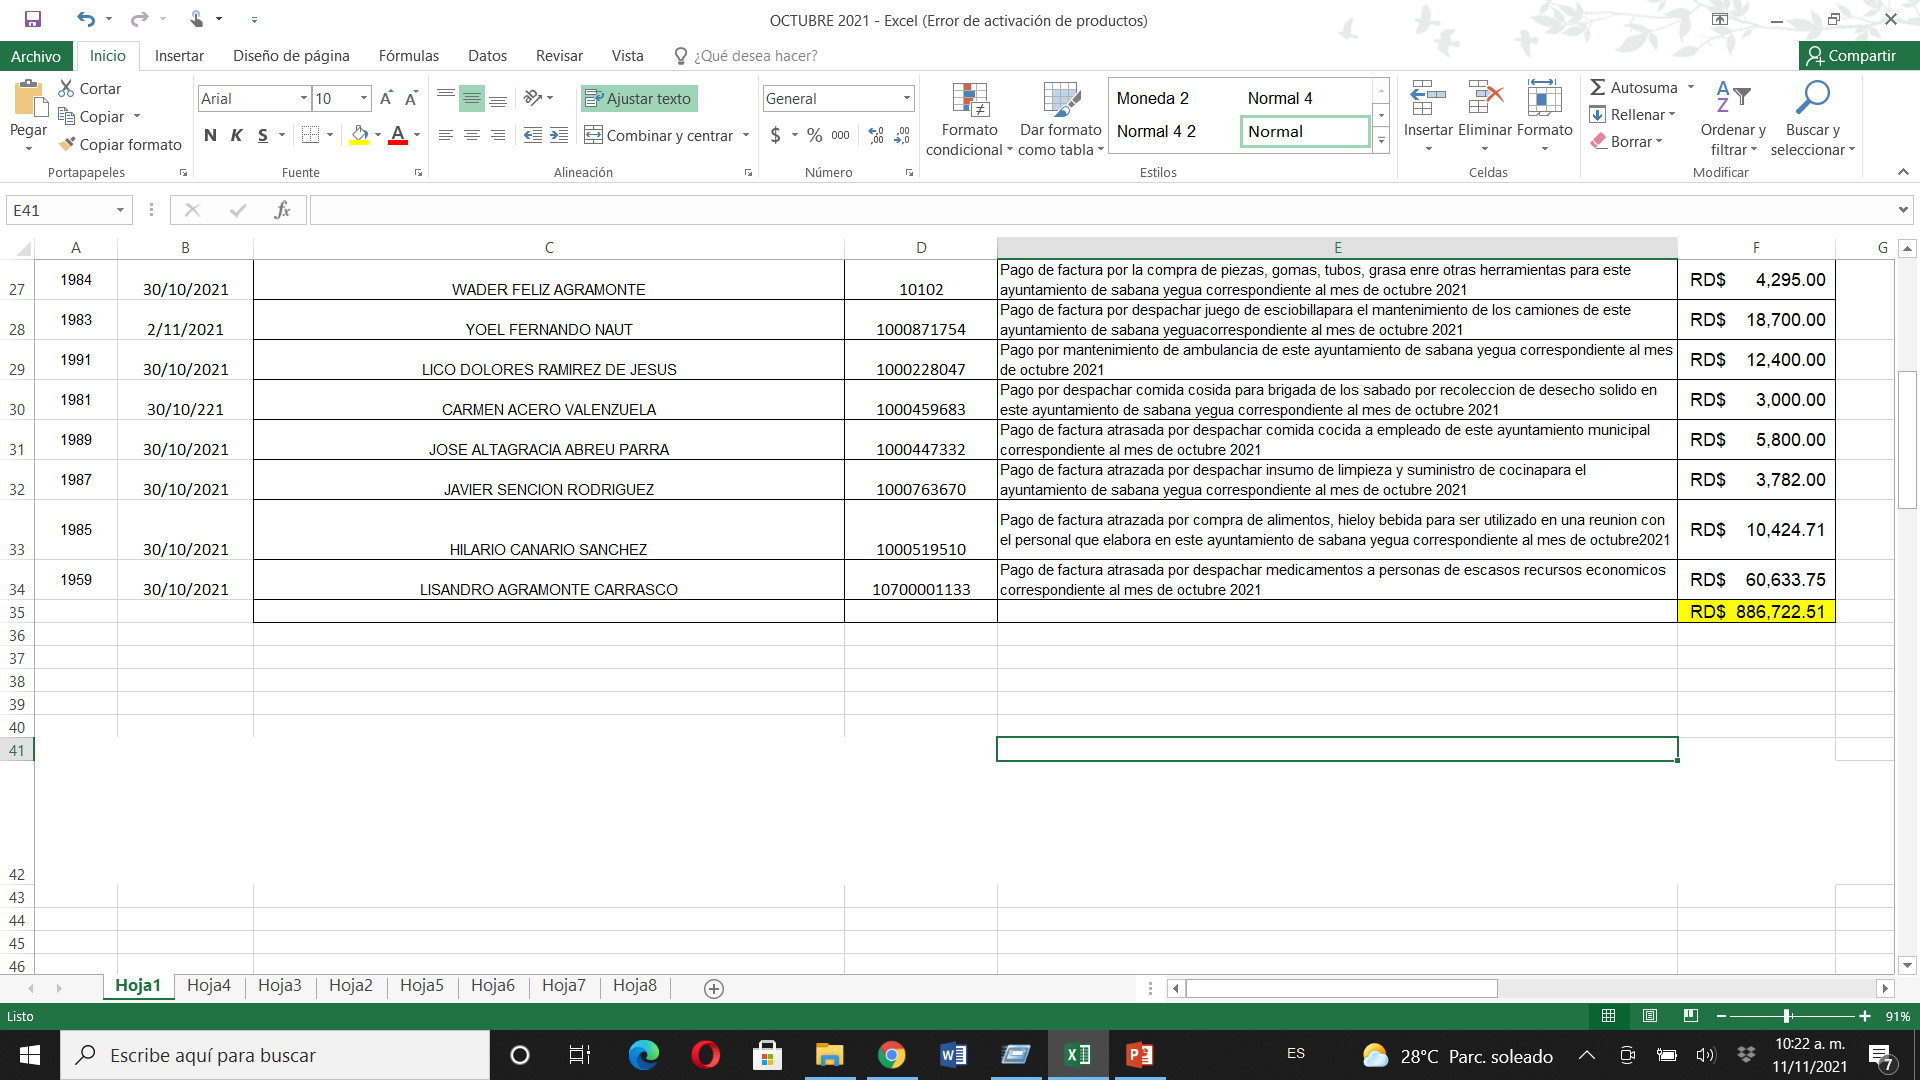 OCTUBRE 2021 - Excel (Error de activación de productos)
Archivo Inicio Insertar Diseño de página Fórmulas Datos Revisar Vista ¿Qué desea hacer? Compartir
Pegar
Cortar
Copiar
Copiar formato
Portapapeles
Arial 10
N K S
Fuente
Ajustar texto
Combinar y centrar
Alineación
General
$ % 000
Número
Formato condicional
Dar formato como tabla
Moneda 2 Normal 4
Normal 4 2 Normal
Estilos
Insertar Eliminar Formato
Celdas
Autosuma
Rellenar
Borrar
Ordenar y filtrar
Buscar y seleccionar
Modificar
E41 fx
A B C D E F G
27 1984 30/10/2021 WADER FELIZ AGRAMONTE 10102 Pago de factura por la compra de piezas, gomas, tubos, grasa enre otras herramientas para este RD$ 4,295.00
ayuntamiento de sabana yegua correspondiente al mes de octubre 2021
28 1983 2/11/2021 YOEL FERNANDO NAUT 1000871754 Pago de factura por despachar juego de esciobillapara el mantenimiento de los camiones de este RD$ 18,700.00
ayuntamiento de sabana yeguacorrespondiente al mes de octubre 2021
29 1991 30/10/2021 LICO DOLORES RAMIREZ DE JESUS 1000228047 Pago por mantenimiento de ambulancia de este ayuntamiento de sabana yegua correspondiente al mes RD$ 12,400.00
de octubre 2021
30 1981 30/10/221 CARMEN ACERO VALENZUELA 1000459683 Pago por despachar comida cosida para brigada de los sabado por recoleccion de desecho solido en RD$ 3,000.00
este ayuntamiento de sabana yegua correspondiente al mes de octubre 2021
31 1989 30/10/2021 JOSE ALTAGRACIA ABREU PARRA 1000447332 Pago de factura atrasada por despachar comida cocida a empleado de este ayuntamiento municipal RD$ 5,800.00
correspondiente al mes de octubre 2021
32 1987 30/10/2021 JAVIER SENCION RODRIGUEZ 1000763670 Pago de factura atrazada por despachar insumo de limpieza y suministro de cocinapara el RD$ 3,782.00
ayuntamiento de sabana yegua correspondiente al mes de octubre 2021
33 1985 30/10/2021 HILARIO CANARIO SANCHEZ 1000519510 Pago de factura atrazada por compra de alimentos, hieloy bebida para ser utilizado en una reunion con RD$ 10,424.71
el personal que elabora en este ayuntamiento de sabana yegua correspondiente al mes de octubre2021
34 1959 30/10/2021 LISANDRO AGRAMONTE CARRASCO 10700001133 Pago de factura atrasada por despachar medicamentos a personas de escasos recursos economicos RD$ 60,633.75
correspondiente al mes de octubre 2021
35 RD$ 886,722.51
36
37
38
39
40
41
42
43
44
45
46
Hoja1 Hoja4 Hoja3 Hoja2 Hoja5 Hoja6 Hoja7 Hoja8
Listo 91%
Escribe aquí para buscar
ES
28°C Parc. soleado
10:22 a. m.
11/11/2021
7